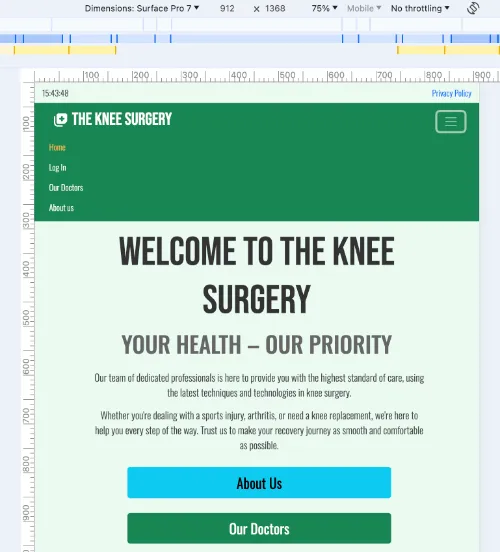 Dimensions: Surface Pro 7 ▼ 912 × 1368 75% ▼ Mobile ▼ No throttling ▼
100 200 300 400 500 600 700 800 900
15:43:48 Privacy Policy
THE KNEE SURGERY
Home
Log In
Our Doctors
About us
WELCOME TO THE KNEE
SURGERY
YOUR HEALTH – OUR PRIORITY
Our team of dedicated professionals is here to provide you with the highest standard of care, using
the latest techniques and technologies in knee surgery.
Whether you're dealing with a sports injury, arthritis, or need a knee replacement, we're here to
help you every step of the way. Trust us to make your recovery journey as smooth and comfortable
as possible.
About Us
Our Doctors
100
200
300
400
500
600
700
800
900